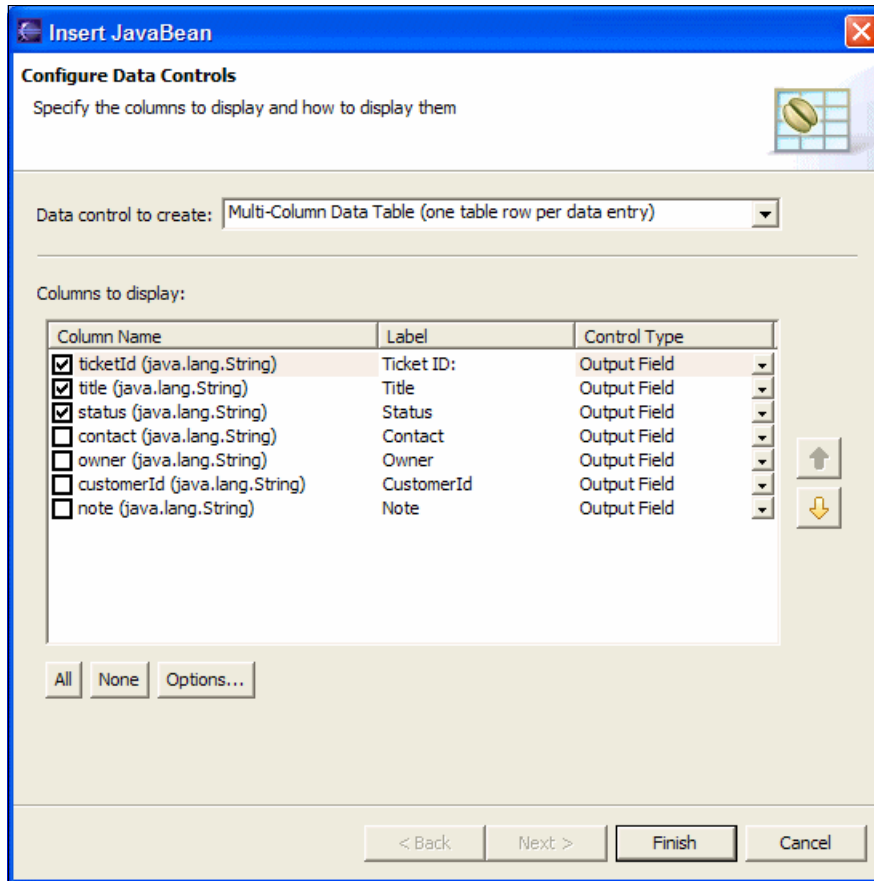 Insert JavaBean
Configure Data Controls
Specify the columns to display and how to display them
Data control to create: Multi-Column Data Table (one table row per data entry)
Columns to display:
Column Name Label Control Type
ticketId (java.lang.String) Ticket ID: Output Field
title (java.lang.String) Title Output Field
status (java.lang.String) Status Output Field
contact (java.lang.String) Contact Output Field
owner (java.lang.String) Owner Output Field
customerId (java.lang.String) CustomerId Output Field
note (java.lang.String) Note Output Field
All None Options...
< Back Next > Finish Cancel